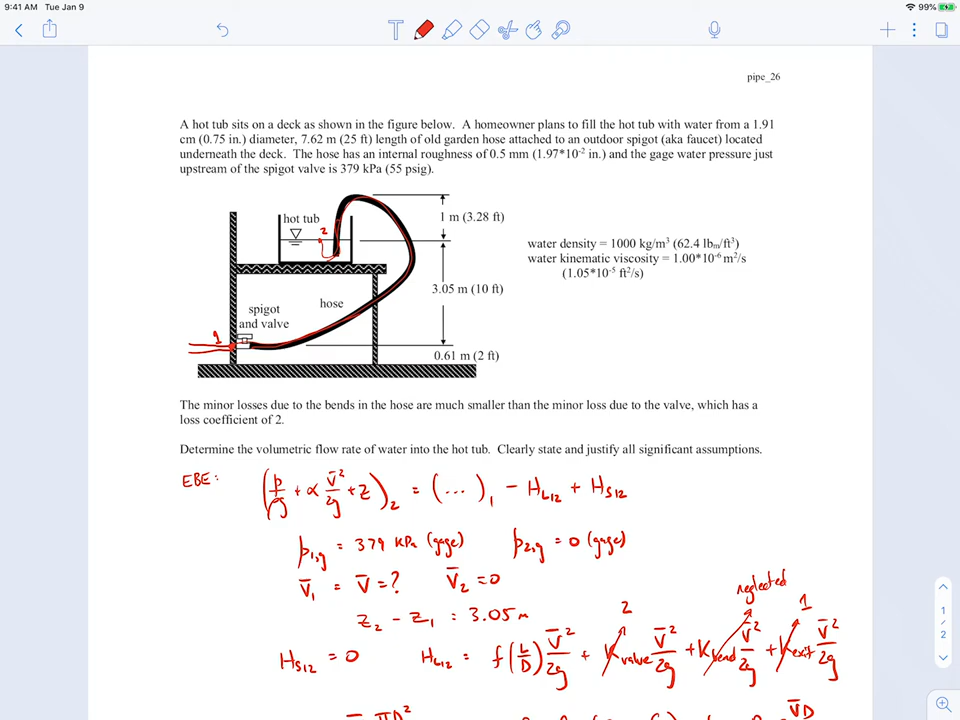 9:41 AM Tue Jan 9
99%
pipe_26
A hot tub sits on a deck as shown in the figure below. A homeowner plans to fill the hot tub with water from a 1.91
cm (0.75 in.) diameter, 7.62 m (25 ft) length of old garden hose attached to an outdoor spigot (aka faucet) located
underneath the deck. The hose has an internal roughness of 0.5 mm (1.97*10⁻² in.) and the gage water pressure just
upstream of the spigot valve is 379 kPa (55 psig).
hot tub
2
1 m (3.28 ft)
water density = 1000 kg/m³ (62.4 lbₘ/ft³)
water kinematic viscosity = 1.00*10⁻⁶ m²/s
(1.05*10⁻⁵ ft²/s)
3.05 m (10 ft)
hose
spigot
and valve
1
0.61 m (2 ft)
The minor losses due to the bends in the hose are much smaller than the minor loss due to the valve, which has a
loss coefficient of 2.
Determine the volumetric flow rate of water into the hot tub. Clearly state and justify all significant assumptions.
EBE: (p/ρg + α V̄²/2g + z)₂ = (...)₁ - H_L12 + H_S12
p₁,g = 379 kPa (gage) p₂,g = 0 (gage)
V̄₁ = V̄ = ? V̄₂ = 0
neglected
z₂ - z₁ = 3.05 m
2 1
H_S12 = 0 H_L12 = f(L/D) V̄²/2g + K_valve V̄²/2g + K_bend V̄²/2g + K_exit V̄²/2g
πD²
V̄D
1
/
2